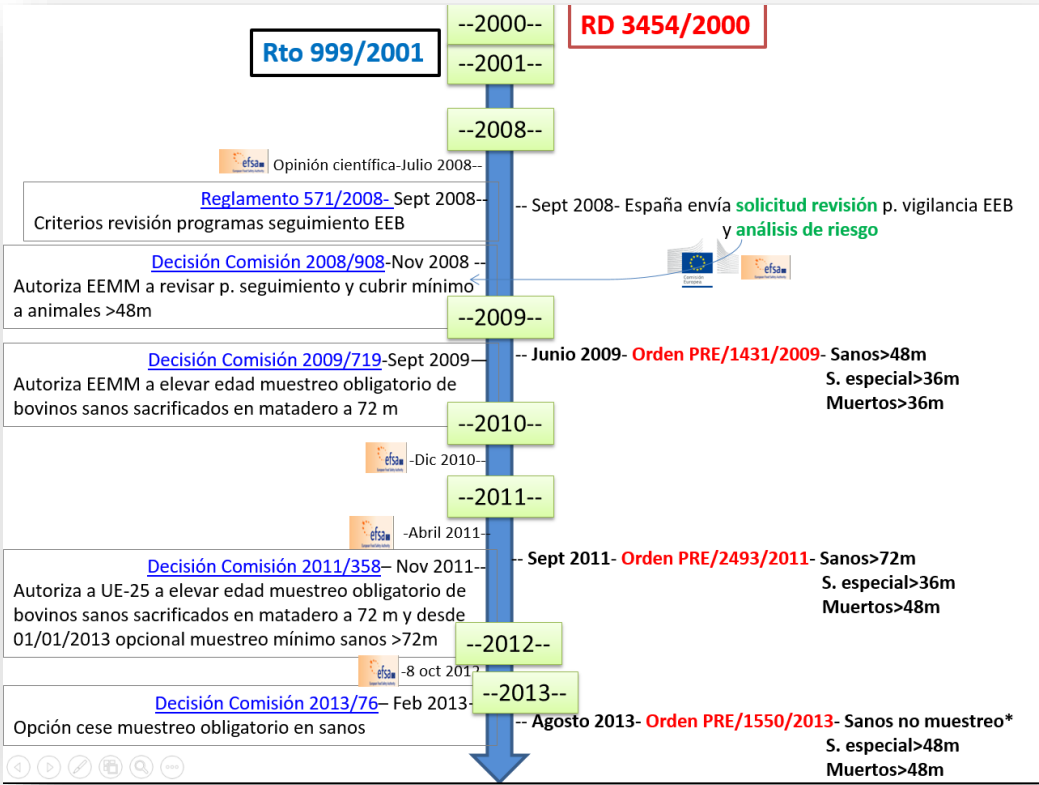 --2000--
RD 3454/2000
Rto 999/2001
--2001--
--2008--
efsa
Opinión científica-Julio 2008--
Reglamento 571/2008- Sept 2008--
Criterios revisión programas seguimiento EEB
-- Sept 2008- España envía solicitud revisión p. vigilancia EEB
y análisis de riesgo
Comisión
Europea
efsa
Decisión Comisión 2008/908-Nov 2008 --
Autoriza EEMM a revisar p. seguimiento y cubrir mínimo
a animales >48m
--2009--
-- Junio 2009- Orden PRE/1431/2009- Sanos>48m
S. especial>36m
Muertos>36m
Decisión Comisión 2009/719-Sept 2009—
Autoriza EEMM a elevar edad muestreo obligatorio de
bovinos sanos sacrificados en matadero a 72 m
--2010--
efsa
-Dic 2010--
--2011--
efsa
-Abril 2011--
-- Sept 2011- Orden PRE/2493/2011- Sanos>72m
S. especial>36m
Muertos>48m
Decisión Comisión 2011/358– Nov 2011--
Autoriza a UE-25 a elevar edad muestreo obligatorio de
bovinos sanos sacrificados en matadero a 72 m y desde
01/01/2013 opcional muestreo mínimo sanos >72m
--2012--
efsa
-8 oct 2012
--2013--
Decisión Comisión 2013/76– Feb 2013-
Opción cese muestreo obligatorio en sanos
-- Agosto 2013- Orden PRE/1550/2013- Sanos no muestreo*
S. especial>48m
Muertos>48m